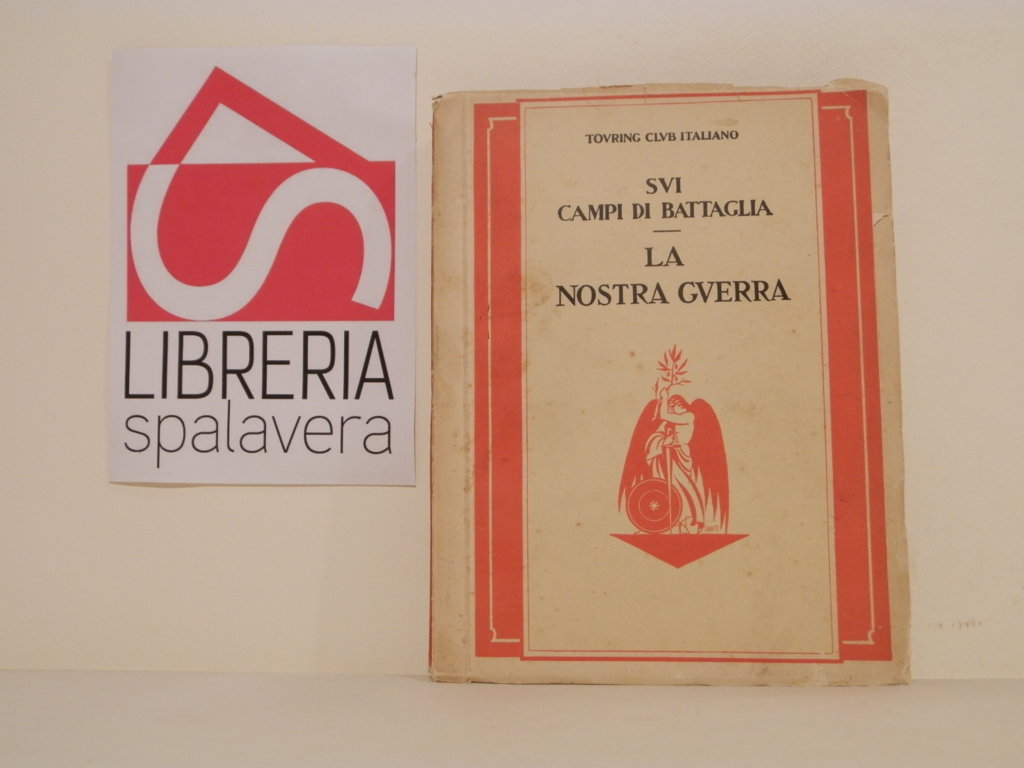 LIBRERIA
spalavera
TOVRING CLVB ITALIANO
SVI
CAMPI DI BATTAGLIA
LA
NOSTRA GVERRA